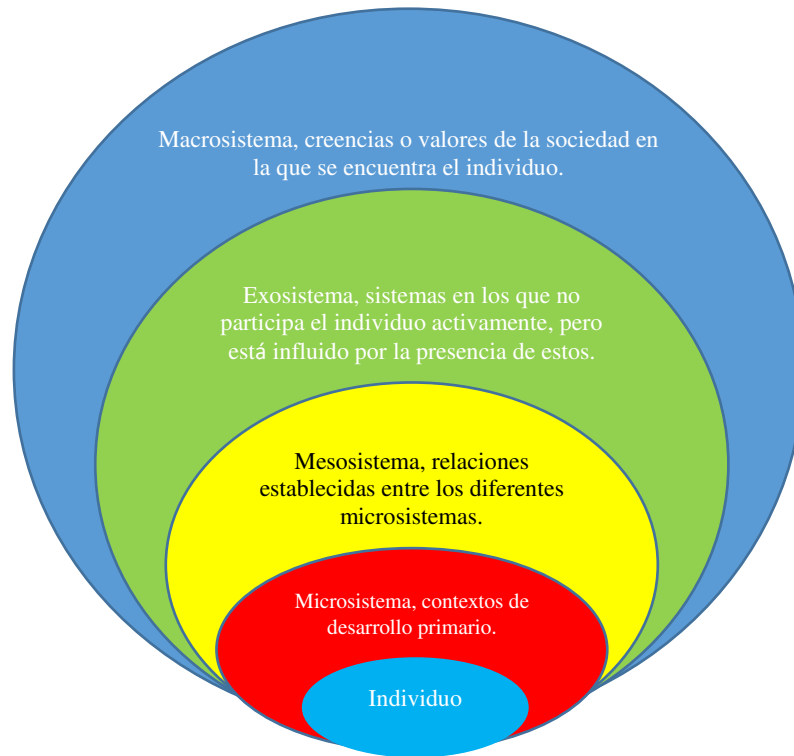 Macrosistema, creencias o valores de la sociedad en
la que se encuentra el individuo.
Exosistema, sistemas en los que no
participa el individuo activamente, pero
está influido por la presencia de estos.
Mesosistema, relaciones
establecidas entre los diferentes
microsistemas.
Microsistema, contextos de
desarrollo primario.
Individuo